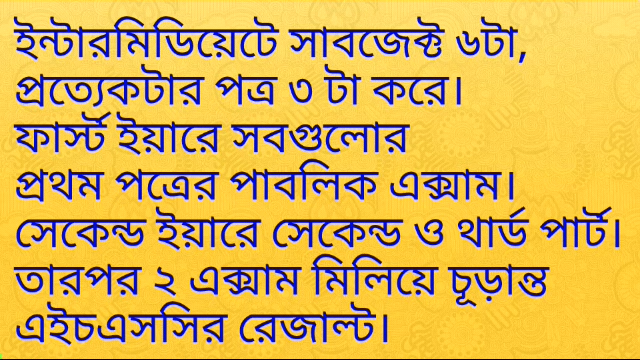 ইন্টারমিডিয়েটে সাবজেক্ট ৬টা,
প্রত্যেকটার পত্র ৩ টা করে।
ফার্স্ট ইয়ারে সবগুলোর
প্রথম পত্রের পাবলিক এক্সাম।
সেকেন্ড ইয়ারে সেকেন্ড ও থার্ড পার্ট।
তারপর ২ এক্সাম মিলিয়ে চূড়ান্ত
এইচএসসির রেজাল্ট।